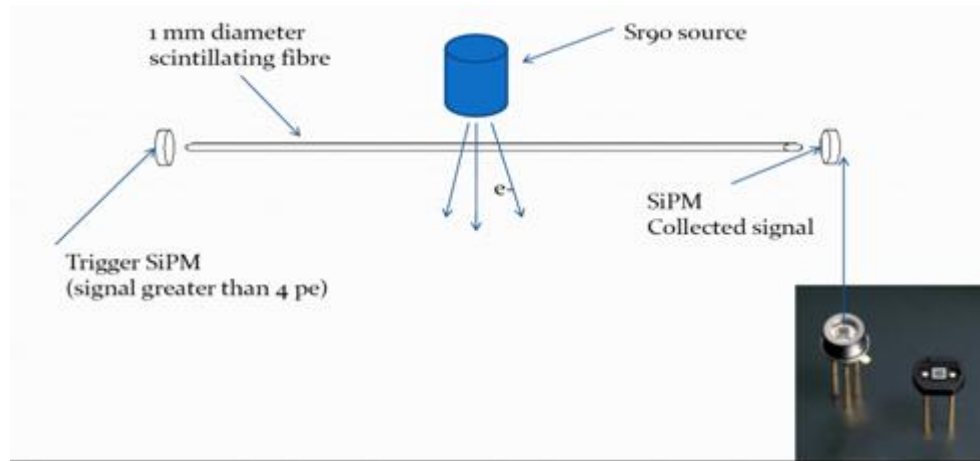 1 mm diameter
scintillating fibre
Sr90 source
e-
SiPM
Collected signal
Trigger SiPM
(signal greater than 4 pe)